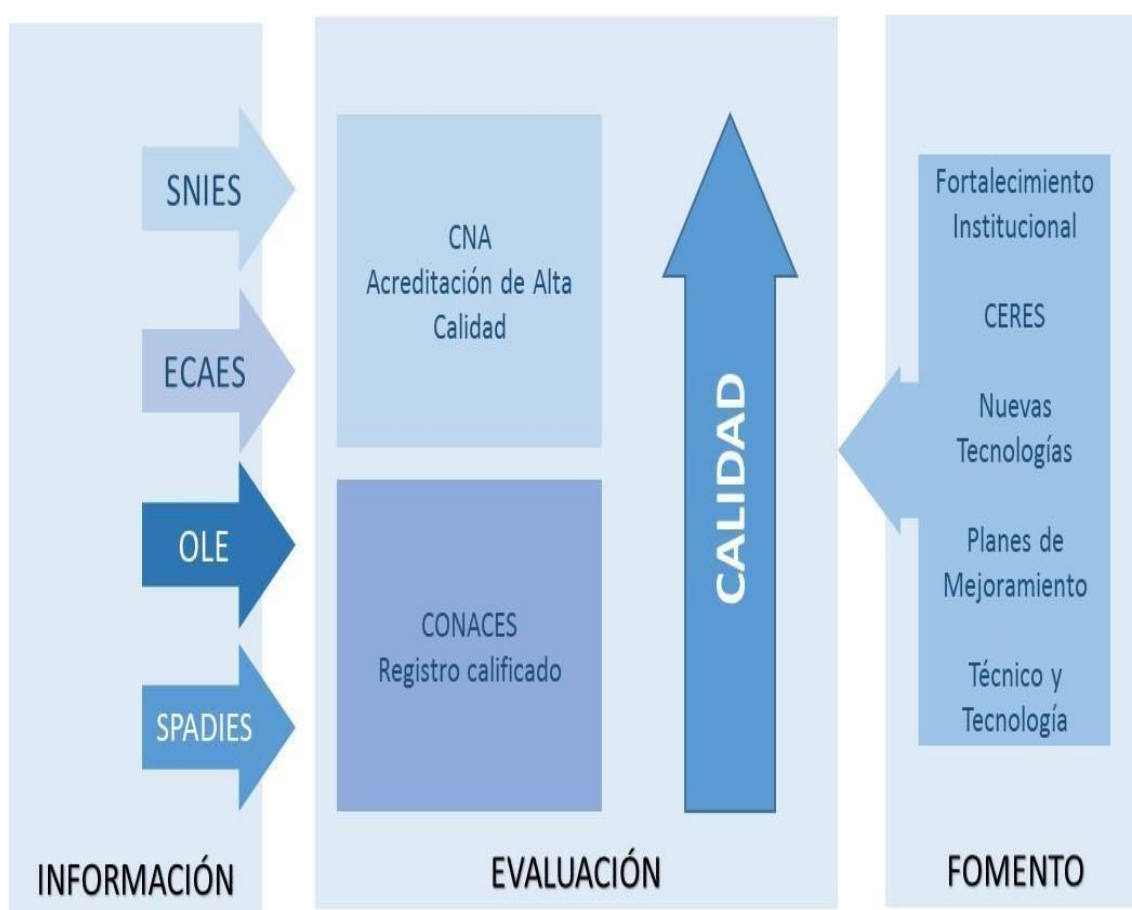 SNIES
ECAES
OLE
SPADIES
INFORMACIÓN
CNA
Acreditación de Alta
Calidad
CONACES
Registro calificado
CALIDAD
EVALUACIÓN
Fortalecimiento
Institucional
CERES
Nuevas
Tecnologías
Planes de
Mejoramiento
Técnico y
Tecnología
FOMENTO